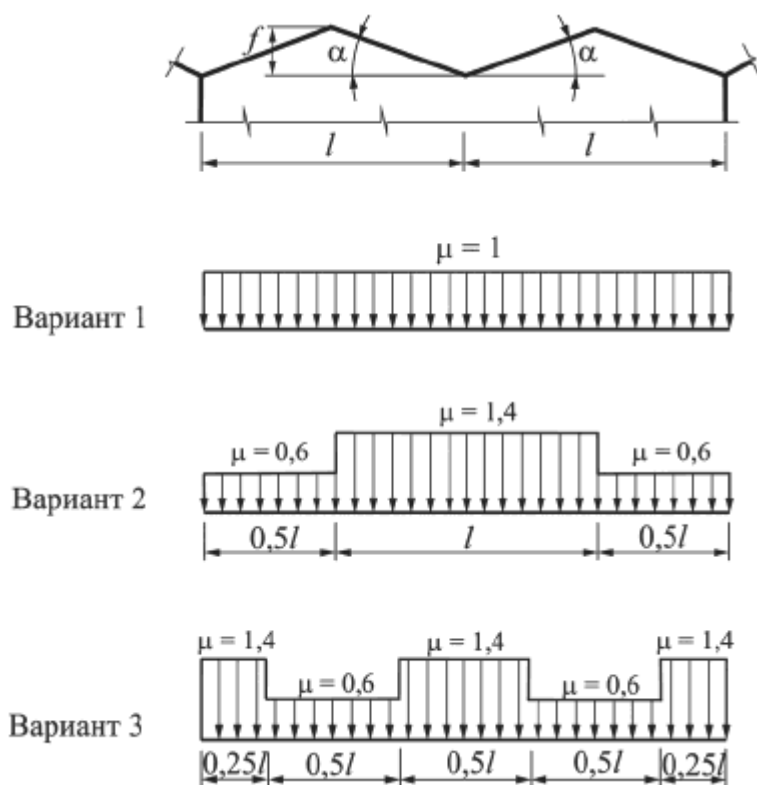 f α α
l l
μ = 1
Вариант 1
μ = 1,4
μ = 0,6 μ = 0,6
Вариант 2
0,5l l 0,5l
μ = 1,4 μ = 1,4 μ = 1,4
μ = 0,6 μ = 0,6
Вариант 3
0,25l 0,5l 0,5l 0,5l 0,25l